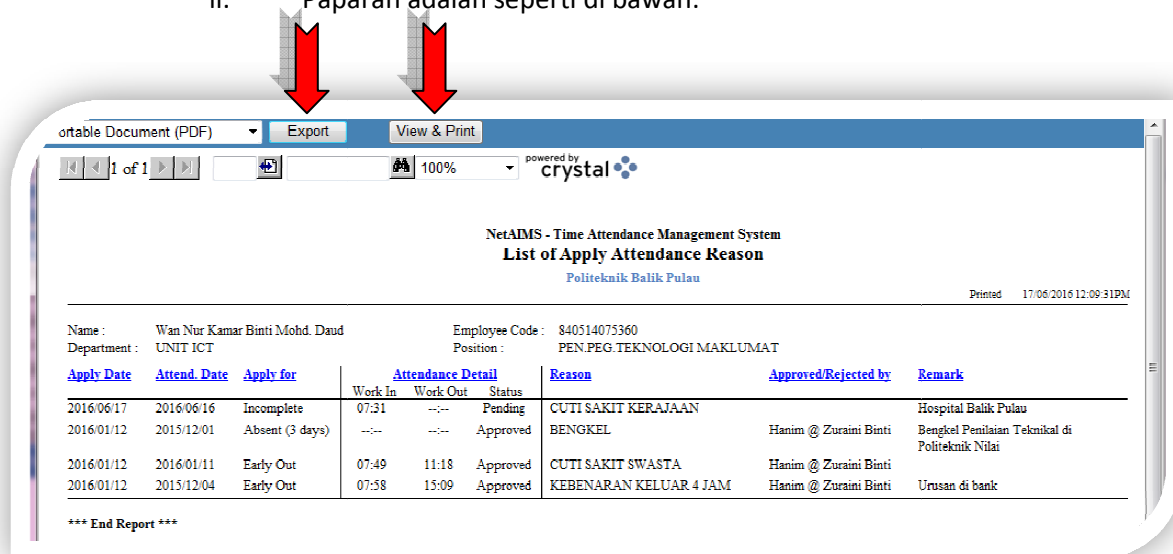 ii. Paparan adalah seperti di bawah:
ortable Document (PDF) Export View & Print
1 of 1 100% powered by crystal
NetAIMS - Time Attendance Management System
List of Apply Attendance Reason
Politeknik Balik Pulau
Printed 17/06/2016 12:09:31PM
Name : Wan Nur Kamar Binti Mohd. Daud Employee Code : 840514075360
Department : UNIT ICT Position : PEN.PEG.TEKNOLOGI MAKLUMAT
Apply Date Attend. Date Apply for Attendance Detail Reason Approved/Rejected by Remark
Work In Work Out Status
2016/06/17 2016/06/16 Incomplete 07:31 --:-- Pending CUTI SAKIT KERAJAAN Hospital Balik Pulau
2016/01/12 2015/12/01 Absent (3 days) --:-- --:-- Approved BENGKEL Hanim @ Zuraini Binti Bengkel Penilaian Teknikal di
Politeknik Nilai
2016/01/12 2016/01/11 Early Out 07:49 11:18 Approved CUTI SAKIT SWASTA Hanim @ Zuraini Binti
2016/01/12 2015/12/04 Early Out 07:58 15:09 Approved KEBENARAN KELUAR 4 JAM Hanim @ Zuraini Binti Urusan di bank
*** End Report ***